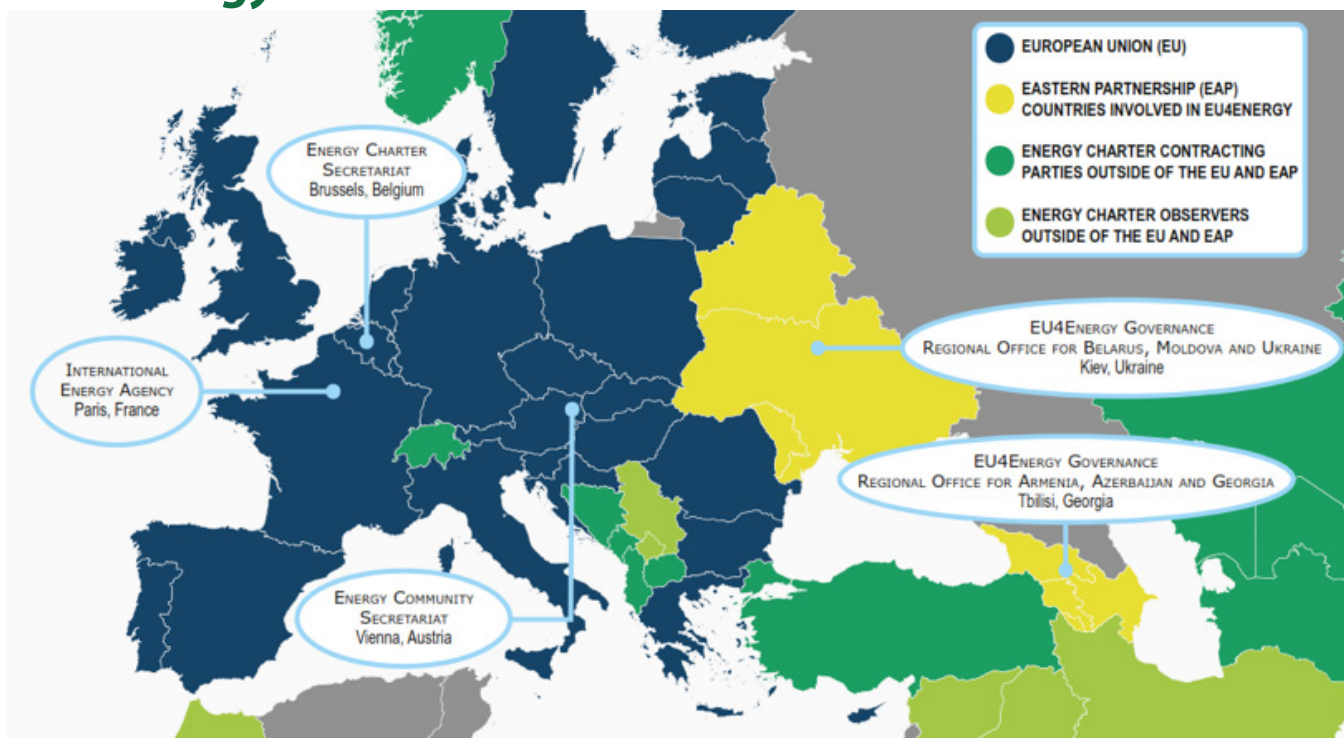 EUROPEAN UNION (EU)
EASTERN PARTNERSHIP (EAP)
COUNTRIES INVOLVED IN EU4ENERGY
ENERGY CHARTER CONTRACTING
PARTIES OUTSIDE OF THE EU AND EAP
ENERGY CHARTER OBSERVERS
OUTSIDE OF THE EU AND EAP
ENERGY CHARTER
SECRETARIAT
Brussels, Belgium
INTERNATIONAL
ENERGY AGENCY
Paris, France
EU4ENERGY GOVERNANCE
REGIONAL OFFICE FOR BELARUS, MOLDOVA AND UKRAINE
Kiev, Ukraine
EU4ENERGY GOVERNANCE
REGIONAL OFFICE FOR ARMENIA, AZERBAIJAN AND GEORGIA
Tbilisi, Georgia
ENERGY COMMUNITY
SECRETARIAT
Vienna, Austria